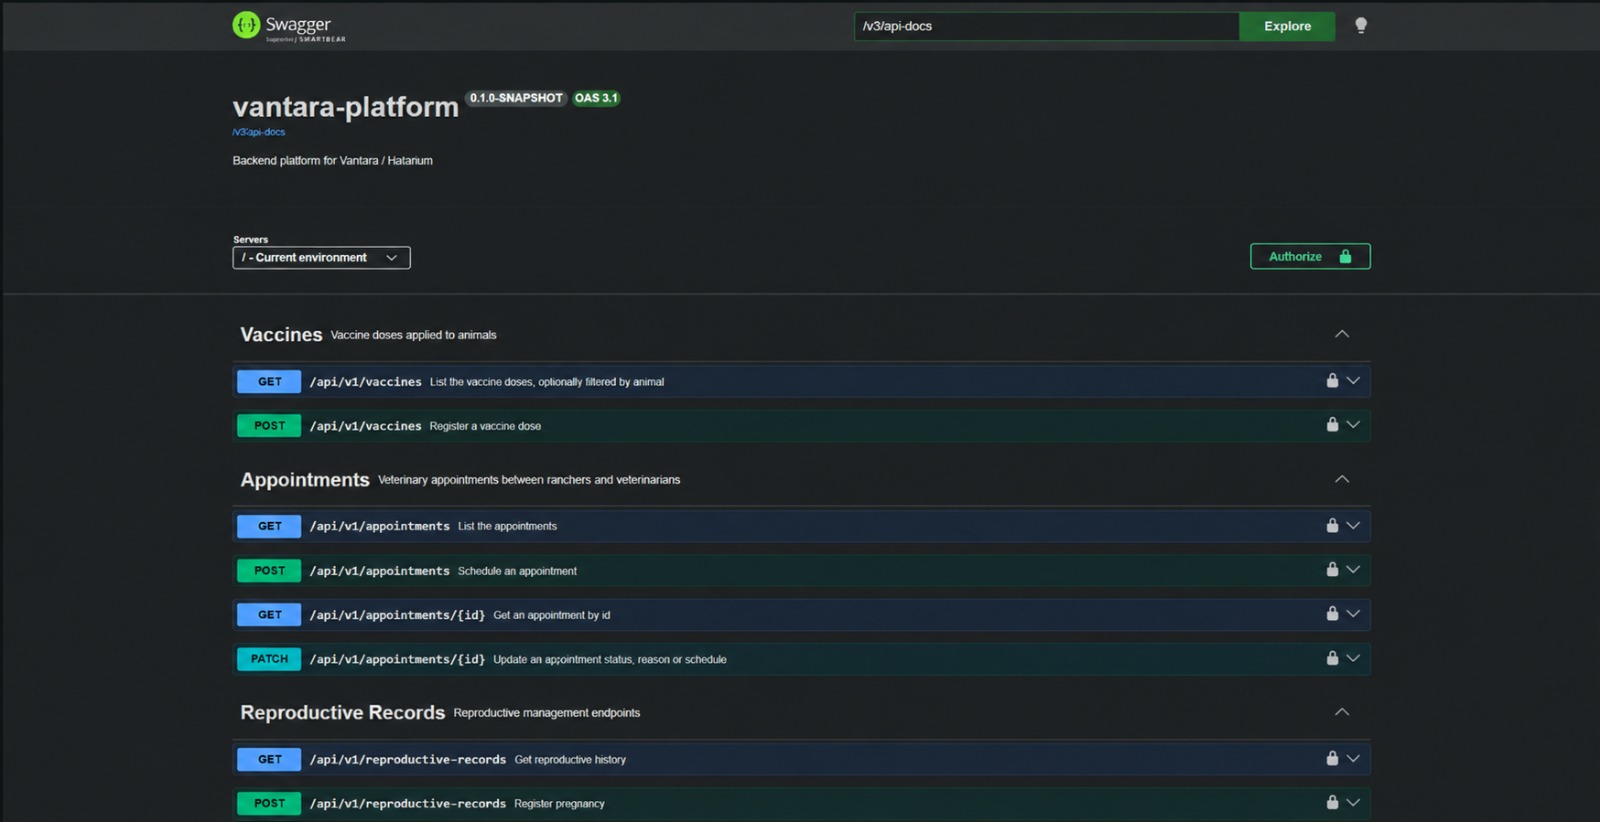 Swagger
Supported by SMARTBEAR
/v3/api-docs
Explore
vantara-platform
0.1.0-SNAPSHOT
OAS 3.1
/v3/api-docs
Backend platform for Vantara / Hatarium
Servers
/ - Current environment
Authorize
Vaccines Vaccine doses applied to animals
GET /api/v1/vaccines List the vaccine doses, optionally filtered by animal
POST /api/v1/vaccines Register a vaccine dose
Appointments Veterinary appointments between ranchers and veterinarians
GET /api/v1/appointments List the appointments
POST /api/v1/appointments Schedule an appointment
GET /api/v1/appointments/{id} Get an appointment by id
PATCH /api/v1/appointments/{id} Update an appointment status, reason or schedule
Reproductive Records Reproductive management endpoints
GET /api/v1/reproductive-records Get reproductive history
POST /api/v1/reproductive-records Register pregnancy